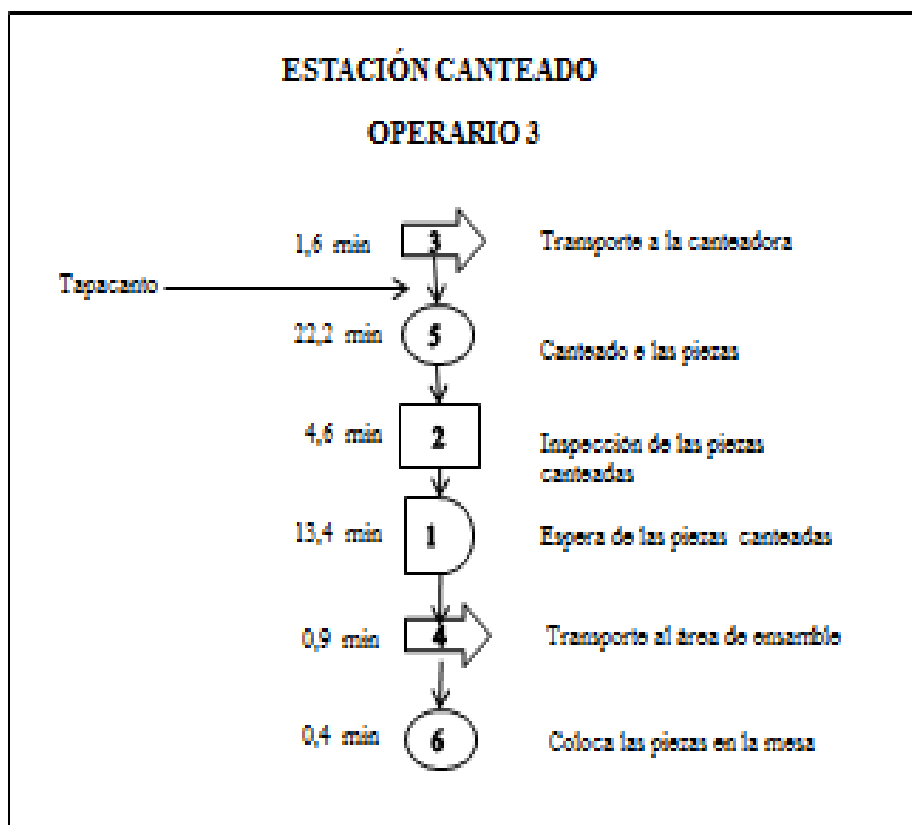 ESTACIÓN CANTEADO
OPERARIO 3
1,6 min
3
Transporte a la canteadora
Tapacanto
22,2 min
5
Canteado e las piezas
4,6 min
2
Inspección de las piezas
canteadas
13,4 min
1
Espera de las piezas canteadas
0,9 min
4
Transporte al área de ensamble
0,4 min
6
Coloca las piezas en la mesa